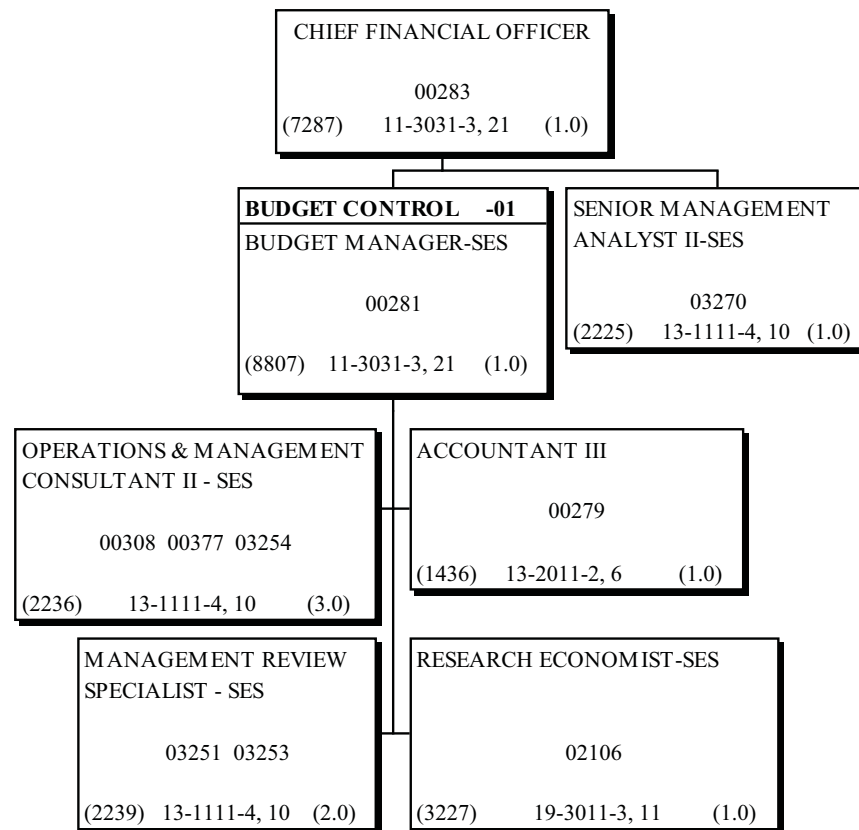 CHIEF FINANCIAL OFFICER
00283
(7287) 11-3031-3, 21 (1.0)
BUDGET CONTROL -01
BUDGET MANAGER-SES
00281
(8807) 11-3031-3, 21 (1.0)
SENIOR MANAGEMENT
ANALYST II-SES
03270
(2225) 13-1111-4, 10 (1.0)
OPERATIONS & MANAGEMENT
CONSULTANT II - SES
00308 00377 03254
(2236) 13-1111-4, 10 (3.0)
ACCOUNTANT III
00279
(1436) 13-2011-2, 6 (1.0)
MANAGEMENT REVIEW
SPECIALIST - SES
03251 03253
(2239) 13-1111-4, 10 (2.0)
RESEARCH ECONOMIST-SES
02106
(3227) 19-3011-3, 11 (1.0)